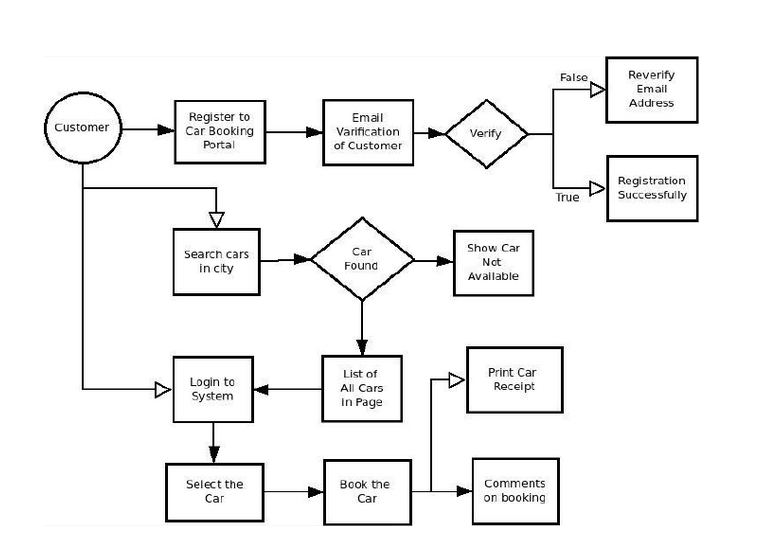 Customer
Register to
Car Booking
Portal
Email
Varification
of Customer
Verify
False
Reverify
Email
Address
True
Registration
Successfully
Search cars
in city
Car
Found
Show Car
Not
Available
Login to
System
List of
All Cars
In Page
Print Car
Receipt
Select the
Car
Book the
Car
Comments
on booking